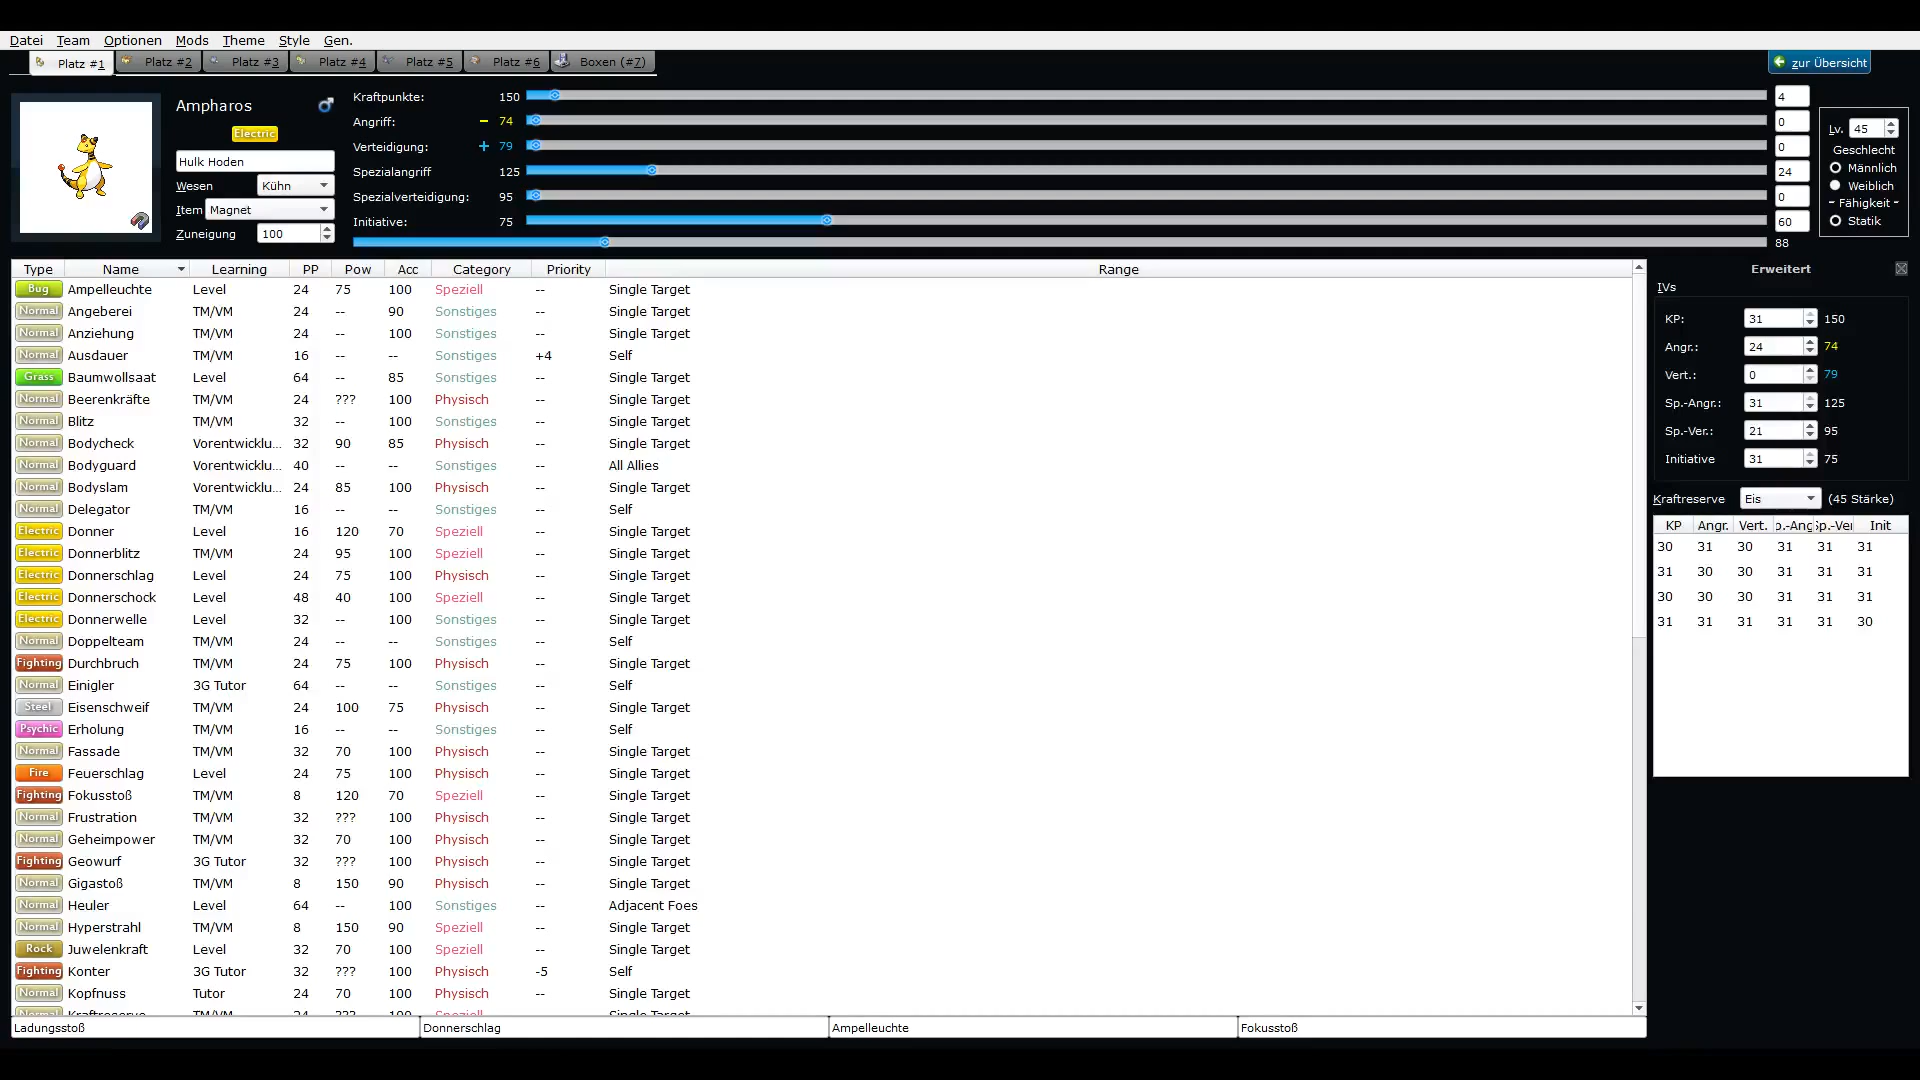 Datei Team Optionen Mods Theme Style Gen.
Platz #1 Platz #2 Platz #3 Platz #4 Platz #5 Platz #6 Boxen (#7) zur Übersicht
Ampharos
Electric
Hulk Hoden
Wesen Kühn
Item Magnet
Zuneigung 100
Kraftpunkte: 150 4
Angriff: − 74 0
Verteidigung: + 79 0
Spezialangriff 125 24
Spezialverteidigung: 95 0
Initiative: 75 60
88
Lv. 45
Geschlecht
Männlich
Weiblich
Fähigkeit
Statik
Type Name Learning PP Pow Acc Category Priority Range
Bug Ampelleuchte Level 24 75 100 Speziell -- Single Target
Normal Angeberei TM/VM 24 -- 90 Sonstiges -- Single Target
Normal Anziehung TM/VM 24 -- 100 Sonstiges -- Single Target
Normal Ausdauer TM/VM 16 -- -- Sonstiges +4 Self
Grass Baumwollsaat Level 64 -- 85 Sonstiges -- Single Target
Normal Beerenkräfte TM/VM 24 ??? 100 Physisch -- Single Target
Normal Blitz TM/VM 32 -- 100 Sonstiges -- Single Target
Normal Bodycheck Vorentwicklu... 32 90 85 Physisch -- Single Target
Normal Bodyguard Vorentwicklu... 40 -- -- Sonstiges -- All Allies
Normal Bodyslam Vorentwicklu... 24 85 100 Physisch -- Single Target
Normal Delegator TM/VM 16 -- -- Sonstiges -- Self
Electric Donner Level 16 120 70 Speziell -- Single Target
Electric Donnerblitz TM/VM 24 95 100 Speziell -- Single Target
Electric Donnerschlag Level 24 75 100 Physisch -- Single Target
Electric Donnerschock Level 48 40 100 Speziell -- Single Target
Electric Donnerwelle Level 32 -- 100 Sonstiges -- Single Target
Normal Doppelteam TM/VM 24 -- -- Sonstiges -- Self
Fighting Durchbruch TM/VM 24 75 100 Physisch -- Single Target
Normal Einigler 3G Tutor 64 -- -- Sonstiges -- Self
Steel Eisenschweif TM/VM 24 100 75 Physisch -- Single Target
Psychic Erholung TM/VM 16 -- -- Sonstiges -- Self
Normal Fassade TM/VM 32 70 100 Physisch -- Single Target
Fire Feuerschlag Level 24 75 100 Physisch -- Single Target
Fighting Fokusstoß TM/VM 8 120 70 Speziell -- Single Target
Normal Frustration TM/VM 32 ??? 100 Physisch -- Single Target
Normal Geheimpower TM/VM 32 70 100 Physisch -- Single Target
Fighting Geowurf 3G Tutor 32 ??? 100 Physisch -- Single Target
Normal Gigastoß TM/VM 8 150 90 Physisch -- Single Target
Normal Heuler Level 64 -- 100 Sonstiges -- Adjacent Foes
Normal Hyperstrahl TM/VM 8 150 90 Speziell -- Single Target
Rock Juwelenkraft Level 32 70 100 Speziell -- Single Target
Fighting Konter 3G Tutor 32 ??? 100 Physisch -5 Self
Normal Kopfnuss Tutor 24 70 100 Physisch -- Single Target
Normal Kraftreserve TM/VM 24 ??? 100 Speziell -- Single Target
Ladungsstoß Donnerschlag Ampelleuchte Fokusstoß
Erweitert
IVs
KP: 31 150
Angr.: 24 74
Vert.: 0 79
Sp.-Angr.: 31 125
Sp.-Ver.: 21 95
Initiative 31 75
Kraftreserve Eis (45 Stärke)
KP Angr. Vert. p.-Ang p.-Ver Init
30 31 30 31 31 31
31 30 30 31 31 31
30 30 30 31 31 31
31 31 31 31 31 30